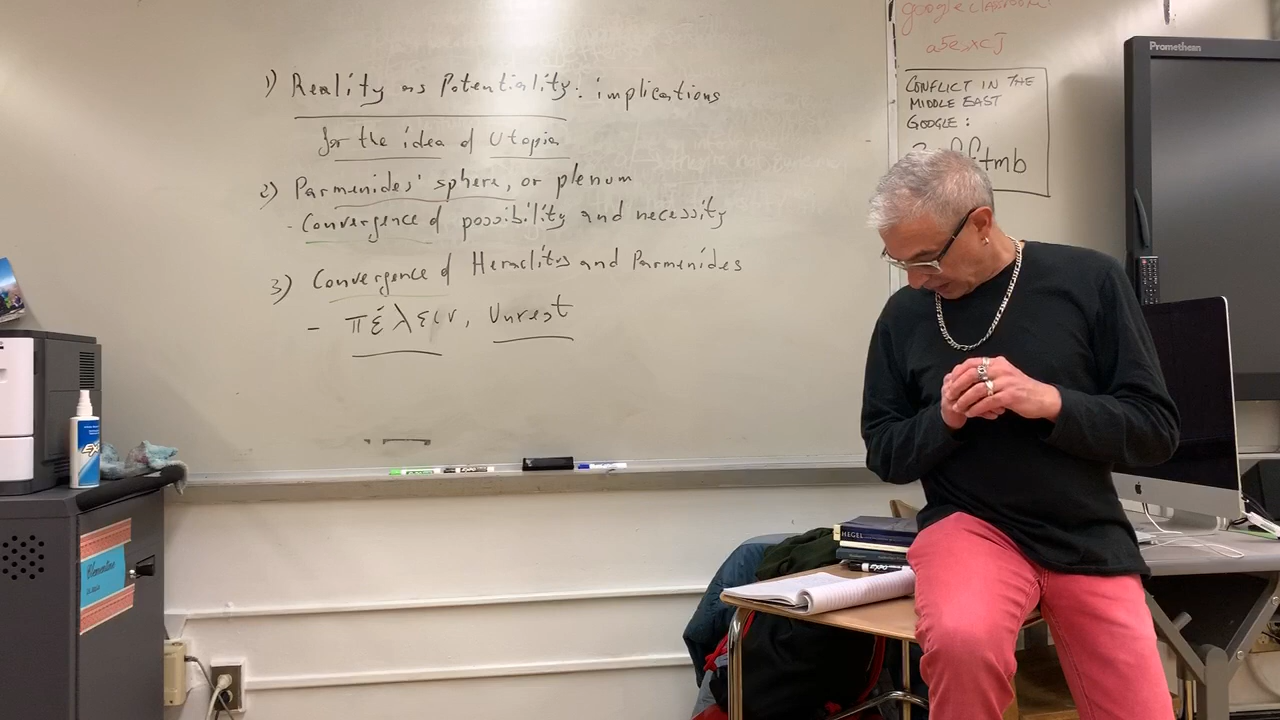 1) Reality as Potentiality: implications
for the idea of Utopia
2) Parmenides' sphere, or plenum
- Convergence of possibility and necessity
3) Convergence of Heraclitus and Parmenides
- πέλειν, Unrest
google classroom:
CONFLICT IN THE
MIDDLE EAST
GOOGLE:
Promethean
HEGEL